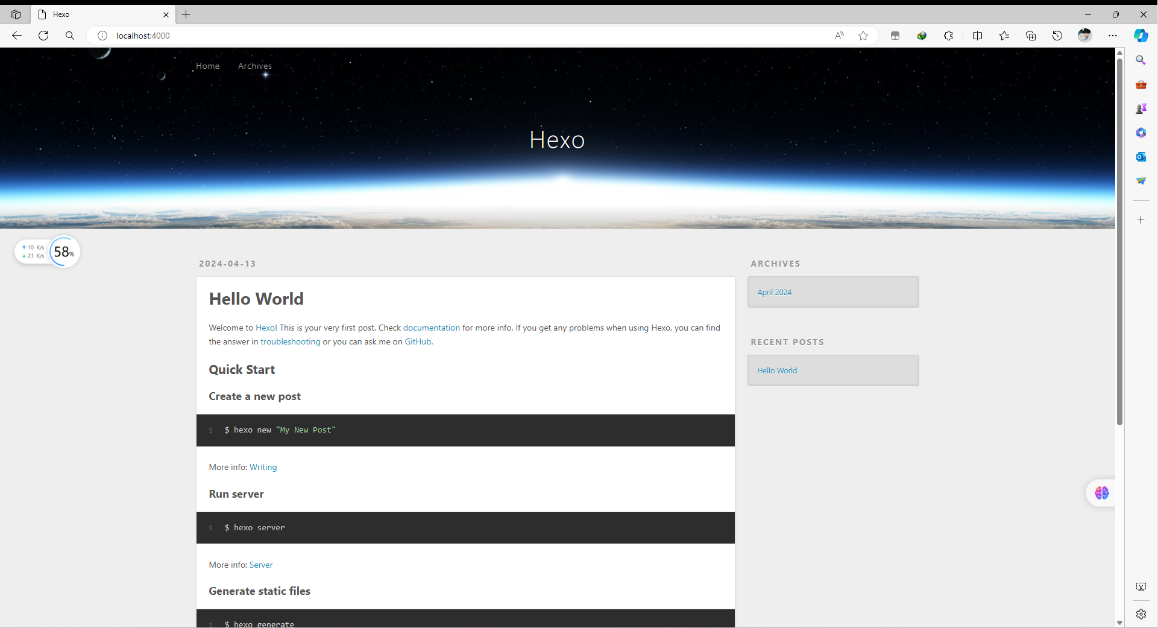 Hexo
localhost:4000
Home Archives
Hexo
58%
2024-04-13
Hello World
Welcome to Hexo! This is your very first post. Check documentation for more info. If you get any problems when using Hexo, you can find
the answer in troubleshooting or you can ask me on GitHub.
Quick Start
Create a new post
1 $ hexo new "My New Post"
More info: Writing
Run server
1 $ hexo server
More info: Server
Generate static files
1 $ hexo generate
ARCHIVES
April 2024
RECENT POSTS
Hello World